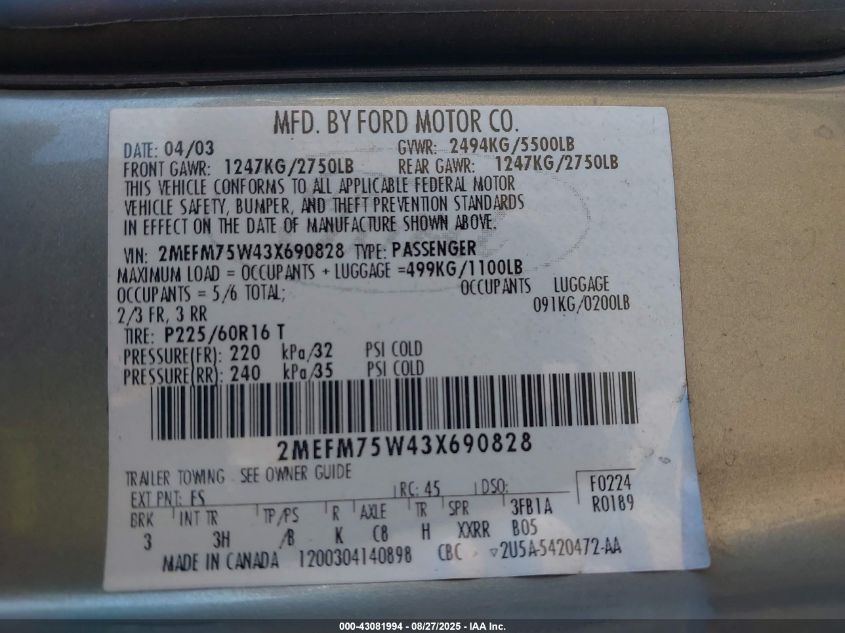 MFD. BY FORD MOTOR CO.
DATE: 04/03 GVWR: 2494KG/5500LB
FRONT GAWR: 1247KG/2750LB REAR GAWR: 1247KG/2750LB
THIS VEHICLE CONFORMS TO ALL APPLICABLE FEDERAL MOTOR
VEHICLE SAFETY, BUMPER, AND THEFT PREVENTION STANDARDS
IN EFFECT ON THE DATE OF MANUFACTURE SHOWN ABOVE.
VIN: 2MEFM75W43X690828 TYPE: PASSENGER
MAXIMUM LOAD = OCCUPANTS + LUGGAGE =499KG/1100LB
OCCUPANTS = 5/6 TOTAL; OCCUPANTS LUGGAGE
2/3 FR, 3 RR 091KG/0200LB
TIRE: P225/60R16 T
PRESSURE(FR): 220 kPa/32 PSI COLD
PRESSURE(RR): 240 kPa/35 PSI COLD
2MEFM75W43X690828
TRAILER TOWING - SEE OWNER GUIDE
EXT PNT: FS RC: 45 DSO: F0224
BRK INT TR TP/PS R AXLE TR SPR 3FB1A R0189
3 3H /B K C8 H XXRR B05
MADE IN CANADA 1200304140898 CBC ▽2U5A-5420472-AA
000-43081994 - 08/27/2025 - IAA Inc.